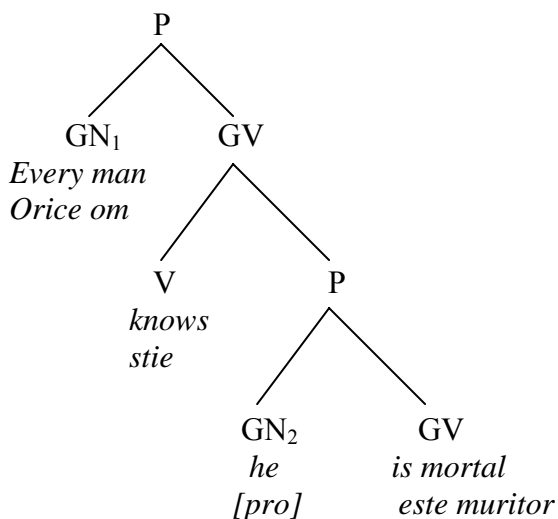 P
GN₁ GV
Every man
Orice om
V P
knows
stie
GN₂ GV
he is mortal
[pro] este muritor